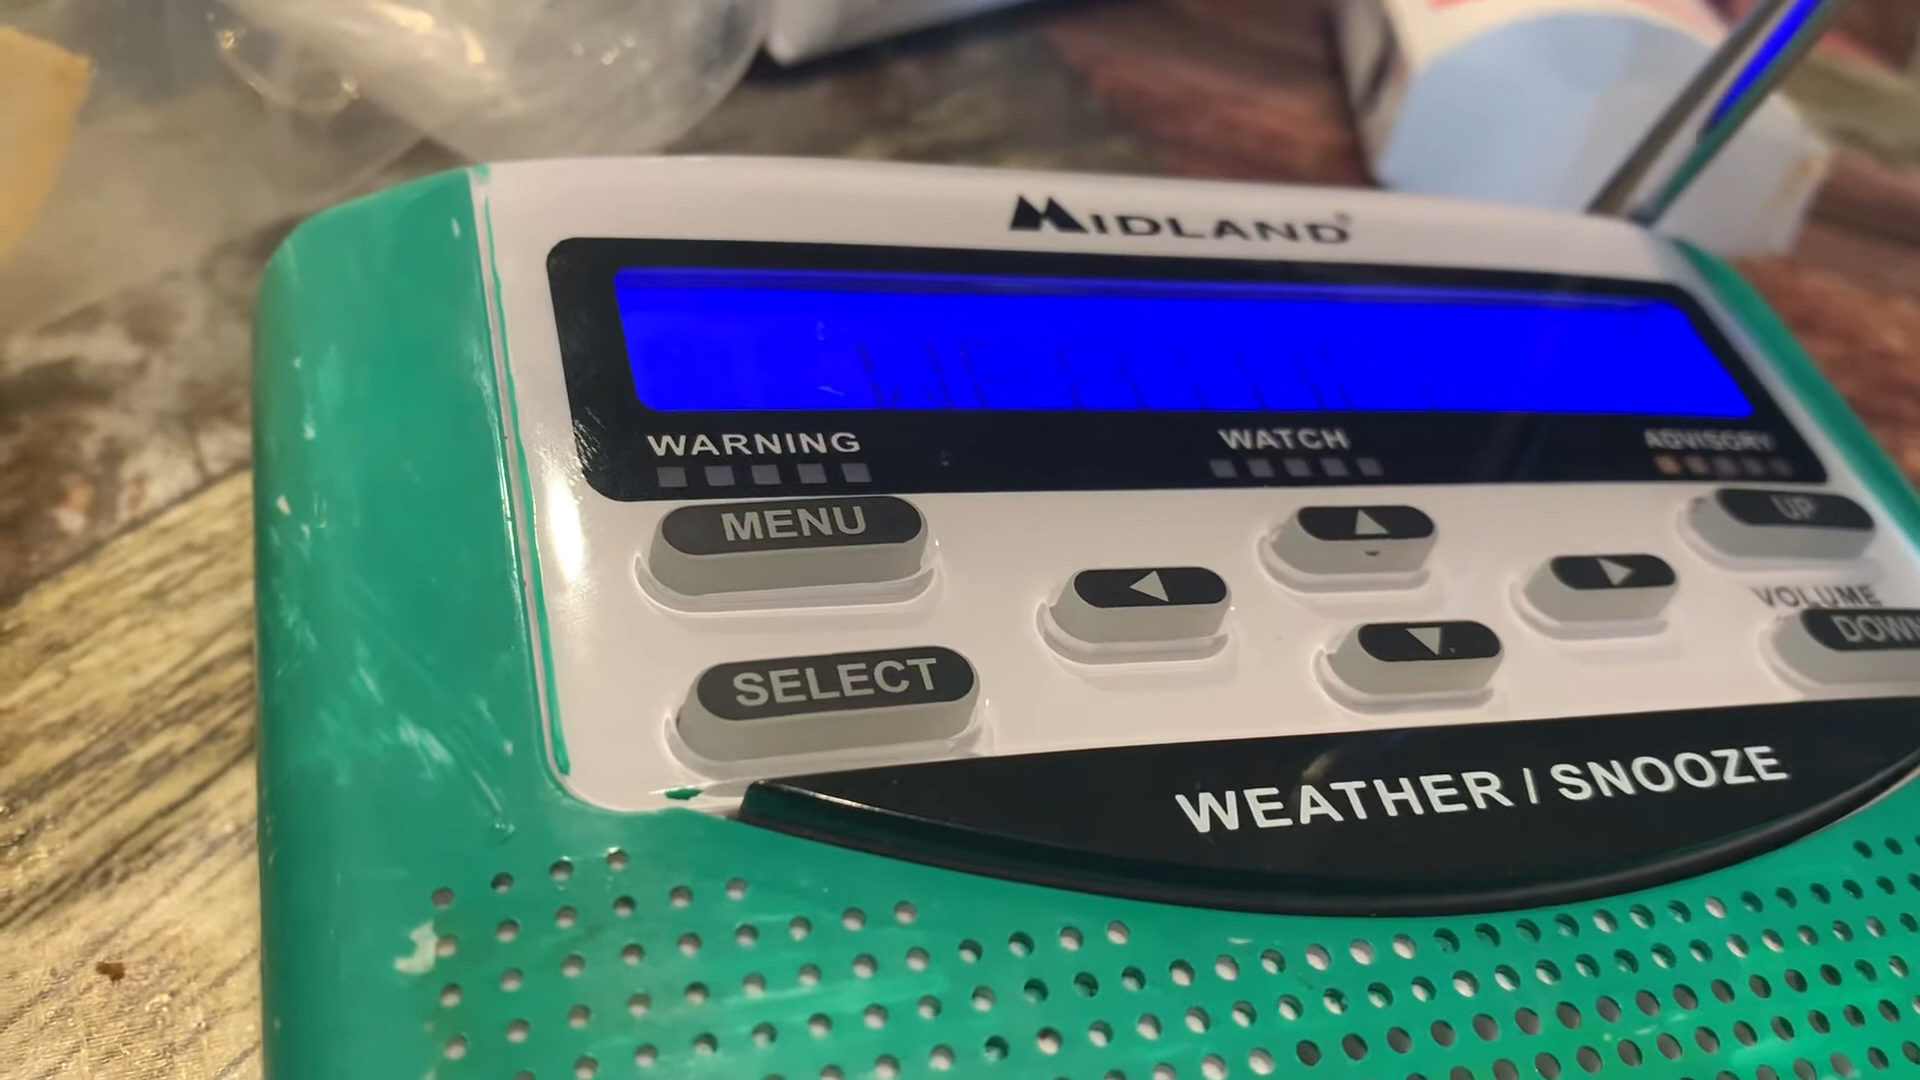 MIDLAND
WARNING WATCH ADVISORY
MENU
UP
VOLUME
DOWN
SELECT
WEATHER / SNOOZE